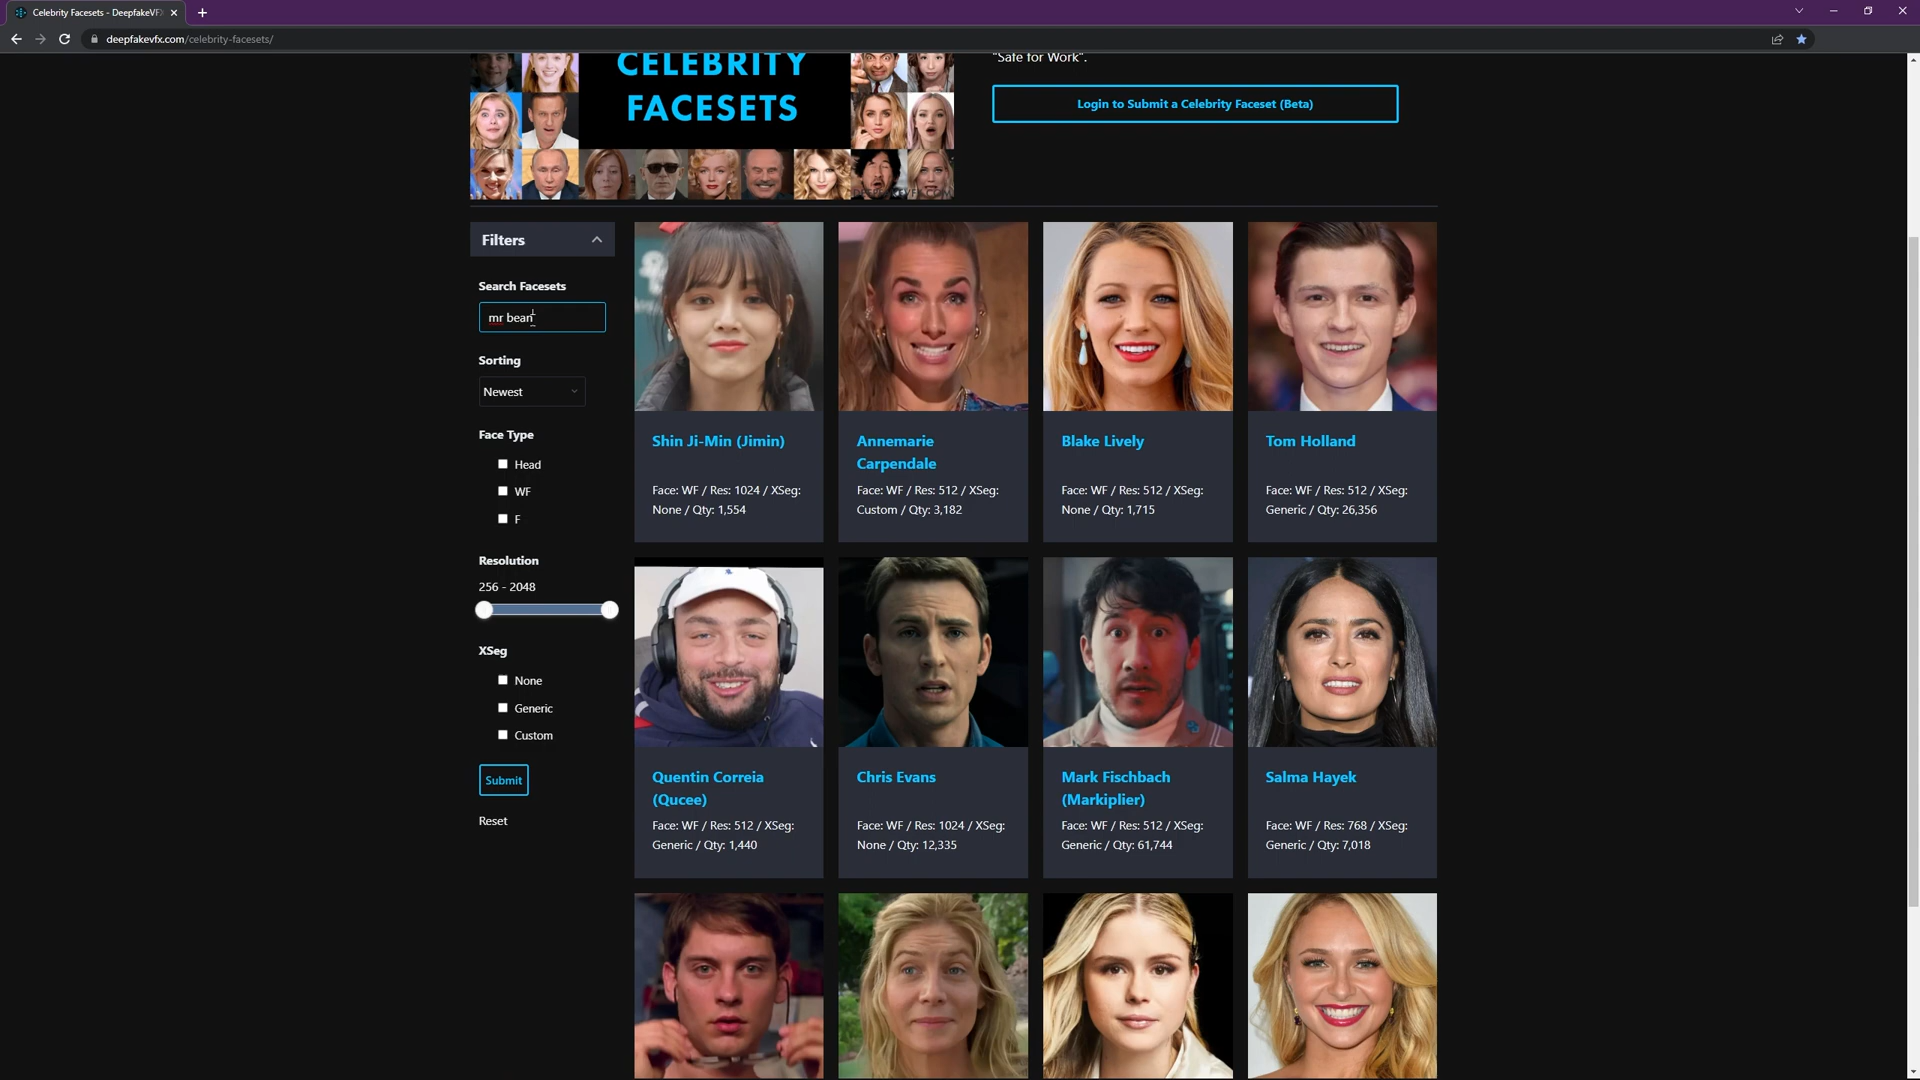 Celebrity Facesets - DeepfakeVFX
deepfakevfx.com/celebrity-facesets/
CELEBRITY
FACESETS
"Safe for Work".
Login to Submit a Celebrity Faceset (Beta)
Filters
Search Facesets
mr bean
Sorting
Newest
Face Type
Head
WF
F
Resolution
256 - 2048
XSeg
None
Generic
Custom
Submit
Reset
Shin Ji-Min (Jimin)
Face: WF / Res: 1024 / XSeg:
None / Qty: 1,554
Annemarie
Carpendale
Face: WF / Res: 512 / XSeg:
Custom / Qty: 3,182
Blake Lively
Face: WF / Res: 512 / XSeg:
None / Qty: 1,715
Tom Holland
Face: WF / Res: 512 / XSeg:
Generic / Qty: 26,356
Quentin Correia
(Qucee)
Face: WF / Res: 512 / XSeg:
Generic / Qty: 1,440
Chris Evans
Face: WF / Res: 1024 / XSeg:
None / Qty: 12,335
Mark Fischbach
(Markiplier)
Face: WF / Res: 512 / XSeg:
Generic / Qty: 61,744
Salma Hayek
Face: WF / Res: 768 / XSeg:
Generic / Qty: 7,018